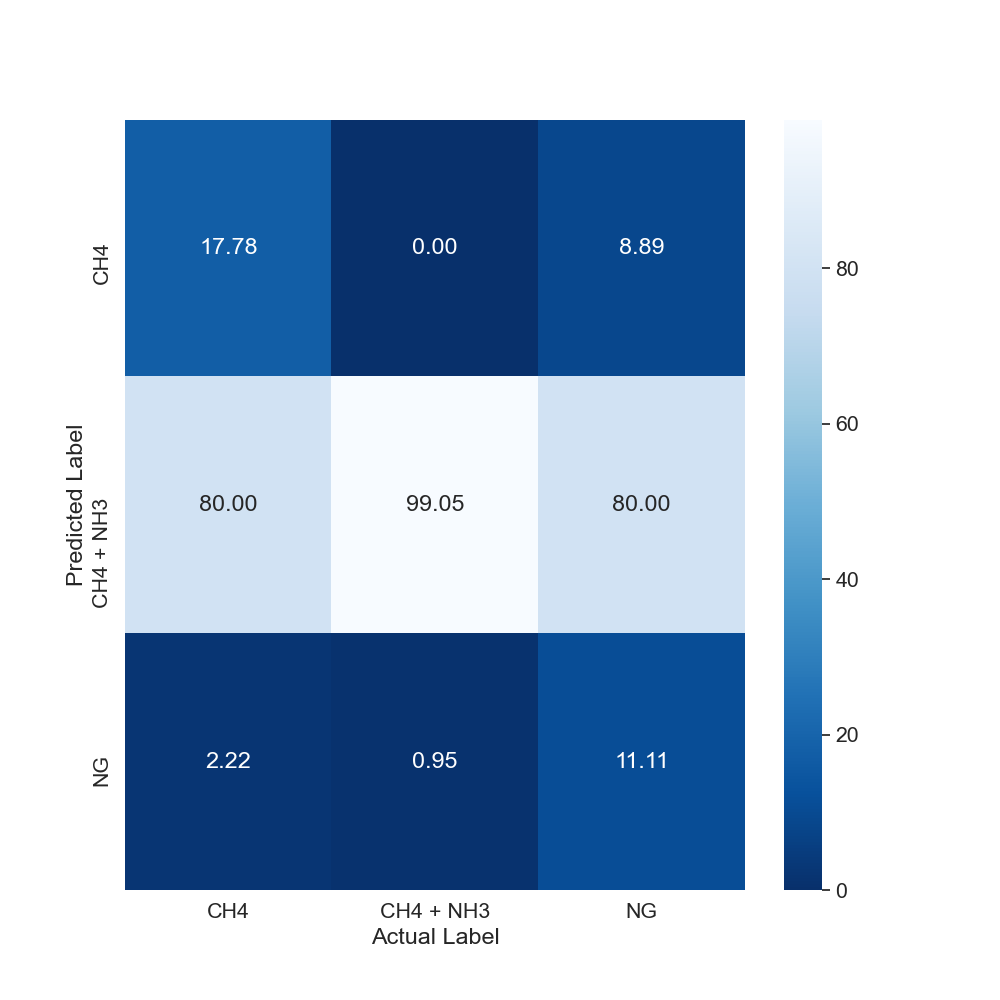 CH4
17.78
0.00
8.89
80
Predicted Label
CH4 + NH3
80.00
99.05
80.00
60
40
NG
2.22
0.95
11.11
20
0
CH4
CH4 + NH3
NG
Actual Label